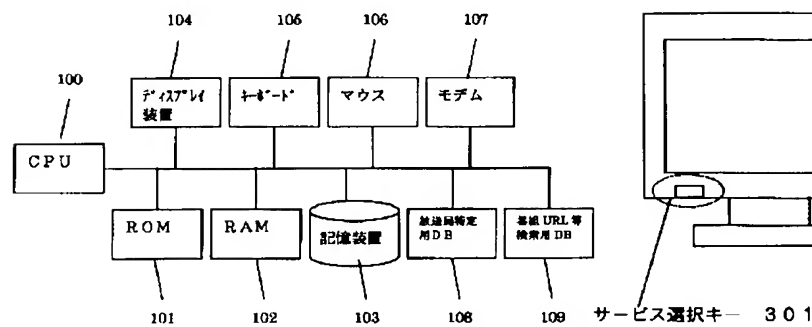 104 105 106 107
100
ディスプレイ
装置
キーボード
マウス
モデム
CPU
ROM
RAM
記憶装置
放送局特定
用DB
番組URL等
検索用DB
101 102 103 108 109
サービス選択キー 301